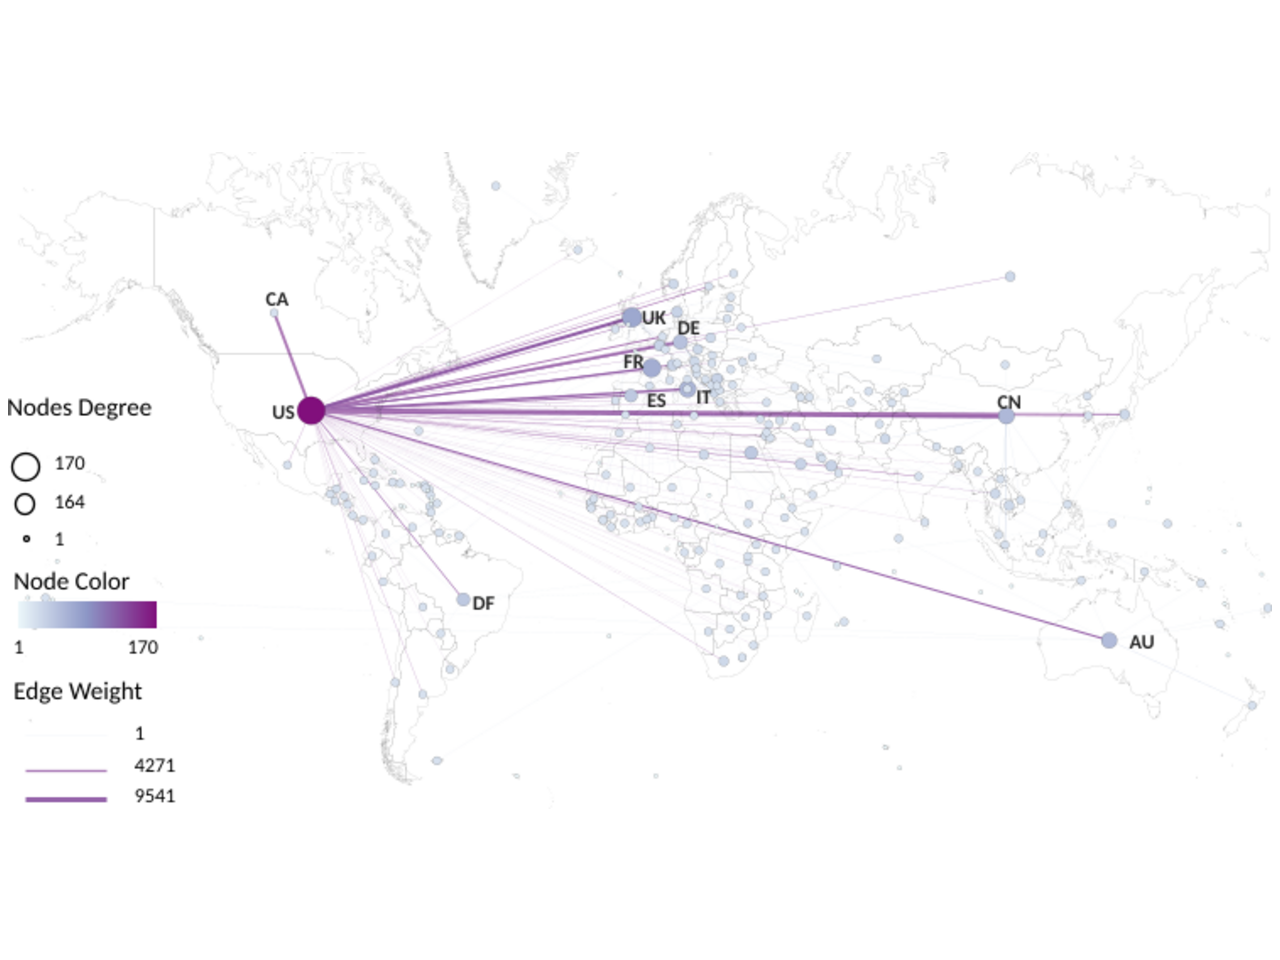 CA
UK
DE
FR
US
ES
IT
CN
DF
AU
Nodes Degree
170
164
1
Node Color
1 170
Edge Weight
1
4271
9541